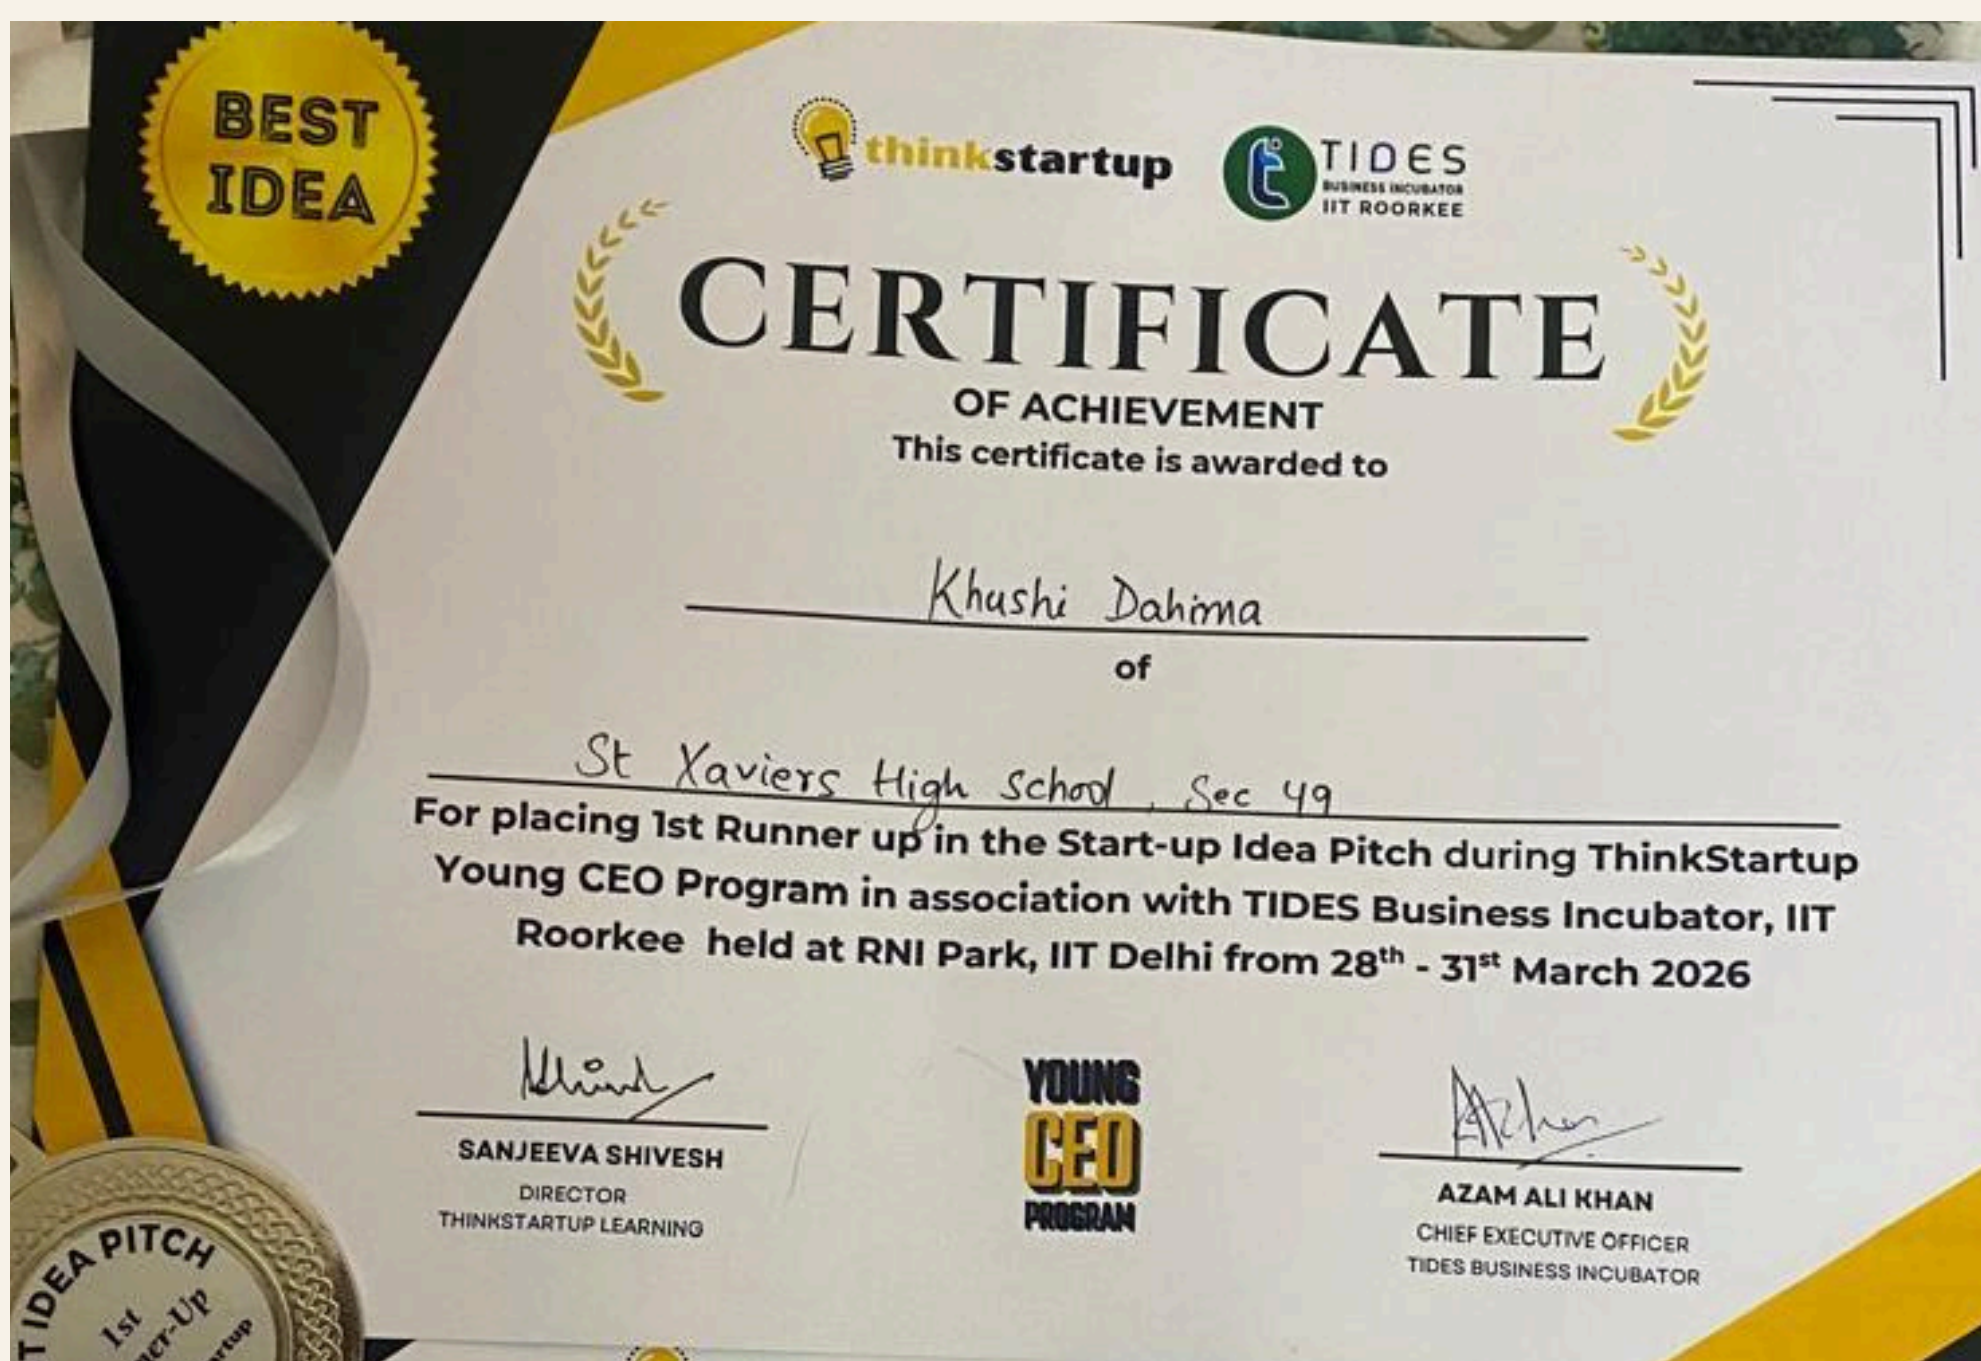 BEST
IDEA
thinkstartup
TIDES
BUSINESS INCUBATOR
IIT ROORKEE
CERTIFICATE
OF ACHIEVEMENT
This certificate is awarded to
Khushi Dahima
of
St Xaviers High School, Sec 49
For placing 1st Runner up in the Start-up Idea Pitch during ThinkStartup
Young CEO Program in association with TIDES Business Incubator, IIT
Roorkee held at RNI Park, IIT Delhi from 28th - 31st March 2026
SANJEEVA SHIVESH
DIRECTOR
THINKSTARTUP LEARNING
YOUNG
CEO
PROGRAM
AZAM ALI KHAN
CHIEF EXECUTIVE OFFICER
TIDES BUSINESS INCUBATOR
IDEA PITCH
1st